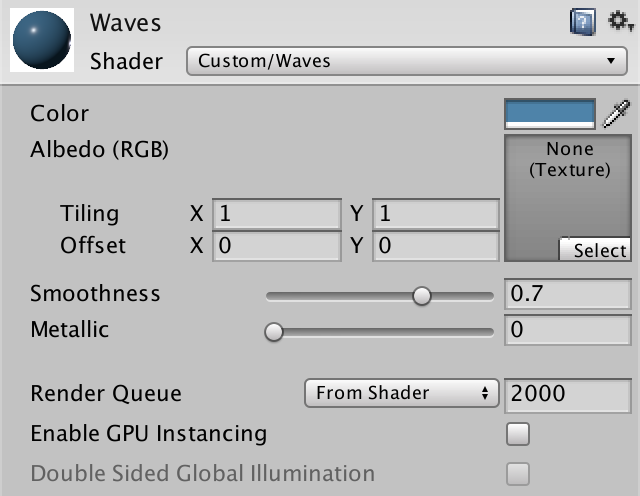 Waves
Shader Custom/Waves
Color
Albedo (RGB) None
(Texture)
Tiling X 1 Y 1
Offset X 0 Y 0
Select
Smoothness 0.7
Metallic 0
Render Queue From Shader 2000
Enable GPU Instancing
Double Sided Global Illumination